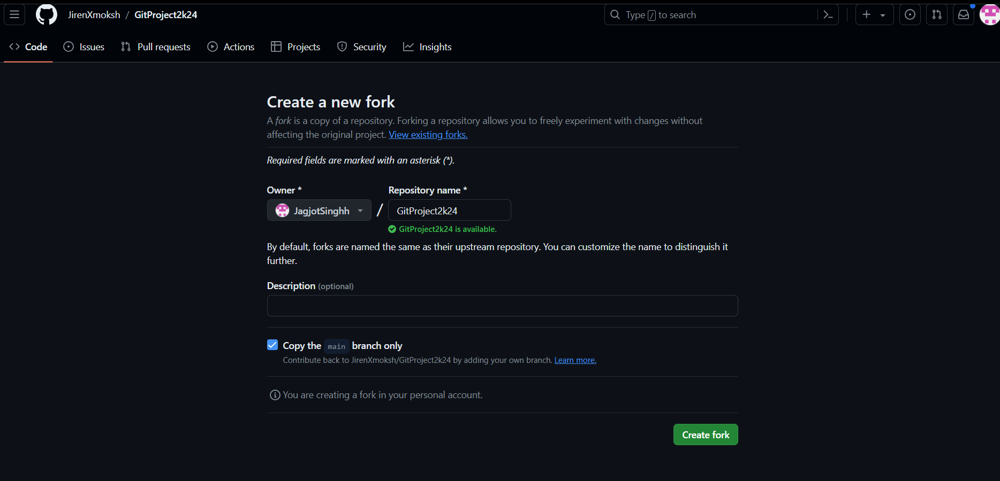 JirenXmoksh / GitProject2k24
Type / to search
Code Issues Pull requests Actions Projects Security Insights
Create a new fork
A fork is a copy of a repository. Forking a repository allows you to freely experiment with changes without
affecting the original project. View existing forks.
Required fields are marked with an asterisk (*).
Owner * Repository name *
JagjotSinghh / GitProject2k24
GitProject2k24 is available.
By default, forks are named the same as their upstream repository. You can customize the name to distinguish it
further.
Description (optional)
Copy the main branch only
Contribute back to JirenXmoksh/GitProject2k24 by adding your own branch. Learn more.
You are creating a fork in your personal account.
Create fork